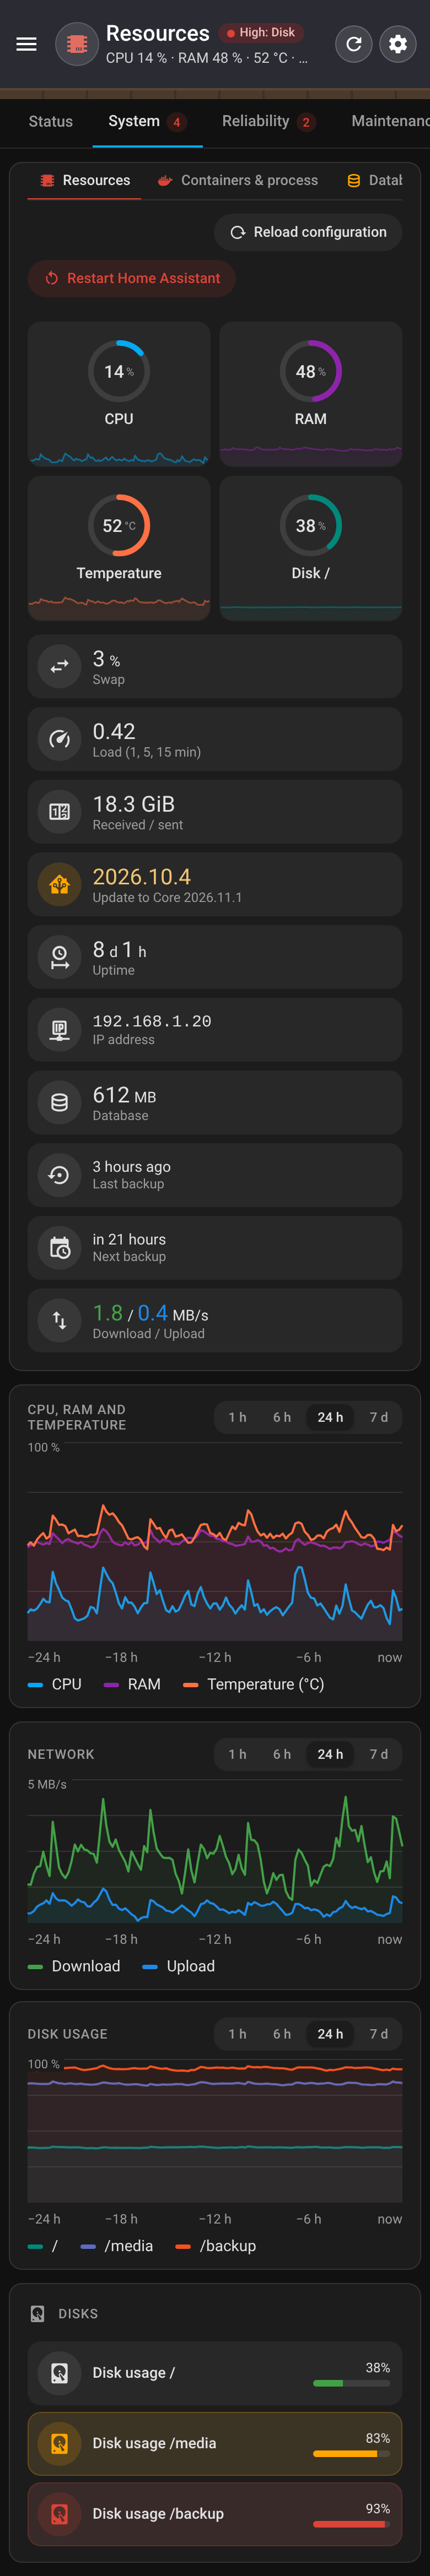 Resources
High: Disk
CPU 14 % · RAM 48 % · 52 °C · …
Status
System 4
Reliability 2
Maintenanc
Resources
Containers & process
Datab
Reload configuration
Restart Home Assistant
14 %
CPU
48 %
RAM
52 °C
Temperature
38 %
Disk /
3 %
Swap
0.42
Load (1, 5, 15 min)
18.3 GiB
Received / sent
2026.10.4
Update to Core 2026.11.1
8 d 1 h
Uptime
IP
192.168.1.20
IP address
612 MB
Database
3 hours ago
Last backup
in 21 hours
Next backup
1.8 / 0.4 MB/s
Download / Upload
CPU, RAM AND
TEMPERATURE
1 h 6 h 24 h 7 d
100 %
−24 h −18 h −12 h −6 h now
CPU RAM Temperature (°C)
NETWORK
1 h 6 h 24 h 7 d
5 MB/s
−24 h −18 h −12 h −6 h now
Download Upload
DISK USAGE
1 h 6 h 24 h 7 d
100 %
−24 h −18 h −12 h −6 h now
/ /media /backup
DISKS
Disk usage / 38%
Disk usage /media 83%
Disk usage /backup 93%